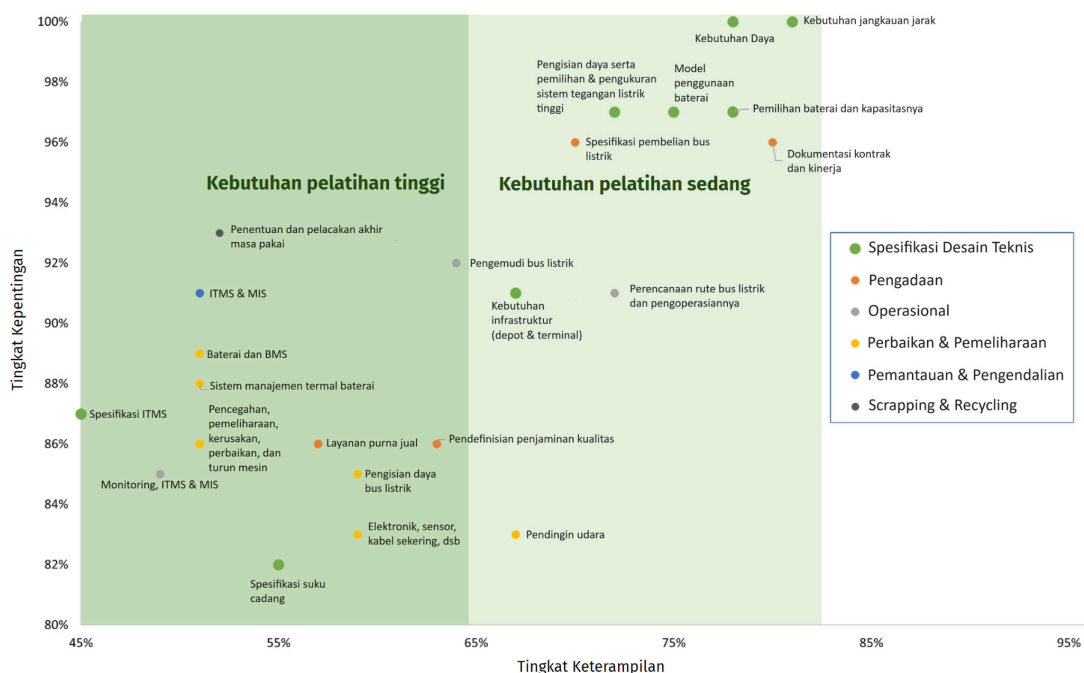 100%
98%
96%
94%
92%
90%
88%
86%
84%
82%
80%
Tingkat Kepentingan
Kebutuhan jangkauan jarak
Kebutuhan Daya
Pengisian daya serta
pemilihan & pengukuran
sistem tegangan listrik
tinggi
Model
penggunaan
baterai
Pemilihan baterai dan kapasitasnya
Spesifikasi pembelian bus
listrik
Dokumentasi kontrak
dan kinerja
Kebutuhan pelatihan tinggi
Kebutuhan pelatihan sedang
Penentuan dan pelacakan akhir
masa pakai
Pengemudi bus listrik
ITMS & MIS
Kebutuhan
infrastruktur
(depot & terminal)
Perencanaan rute bus listrik
dan pengoperasiannya
Baterai dan BMS
Sistem manajemen termal baterai
Spesifikasi ITMS
Pencegahan,
pemeliharaan,
kerusakan,
perbaikan, dan
turun mesin
Layanan purna jual
Pendefinisian penjaminan kualitas
Monitoring, ITMS & MIS
Pengisian daya
bus listrik
Elektronik, sensor,
kabel sekering, dsb
Pendingin udara
Spesifikasi suku
cadang
Spesifikasi Desain Teknis
Pengadaan
Operasional
Perbaikan & Pemeliharaan
Pemantauan & Pengendalian
Scrapping & Recycling
45%
55%
65%
75%
85%
95%
Tingkat Keterampilan